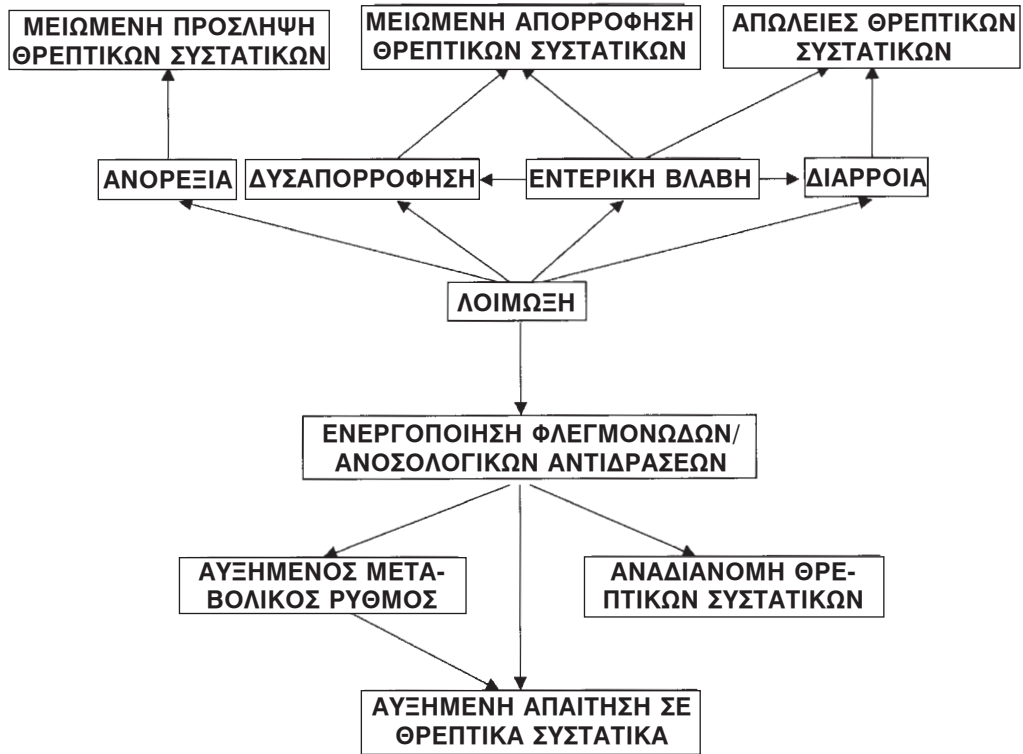 ΜΕΙΩΜΕΝΗ ΠΡΟΣΛΗΨΗ
ΘΡΕΠΤΙΚΩΝ ΣΥΣΤΑΤΙΚΩΝ
ΜΕΙΩΜΕΝΗ ΑΠΟΡΡΟΦΗΣΗ
ΘΡΕΠΤΙΚΩΝ ΣΥΣΤΑΤΙΚΩΝ
ΑΠΩΛΕΙΕΣ ΘΡΕΠΤΙΚΩΝ
ΣΥΣΤΑΤΙΚΩΝ
ΑΝΟΡΕΞΙΑ
ΔΥΣΑΠΟΡΡΟΦΗΣΗ
ΕΝΤΕΡΙΚΗ ΒΛΑΒΗ
ΔΙΑΡΡΟΙΑ
ΛΟΙΜΩΞΗ
ΕΝΕΡΓΟΠΟΙΗΣΗ ΦΛΕΓΜΟΝΩΔΩΝ/
ΑΝΟΣΟΛΟΓΙΚΩΝ ΑΝΤΙΔΡΑΣΕΩΝ
ΑΥΞΗΜΕΝΟΣ ΜΕΤΑ-
ΒΟΛΙΚΟΣ ΡΥΘΜΟΣ
ΑΝΑΔΙΑΝΟΜΗ ΘΡΕ-
ΠΤΙΚΩΝ ΣΥΣΤΑΤΙΚΩΝ
ΑΥΞΗΜΕΝΗ ΑΠΑΙΤΗΣΗ ΣΕ
ΘΡΕΠΤΙΚΑ ΣΥΣΤΑΤΙΚΑ